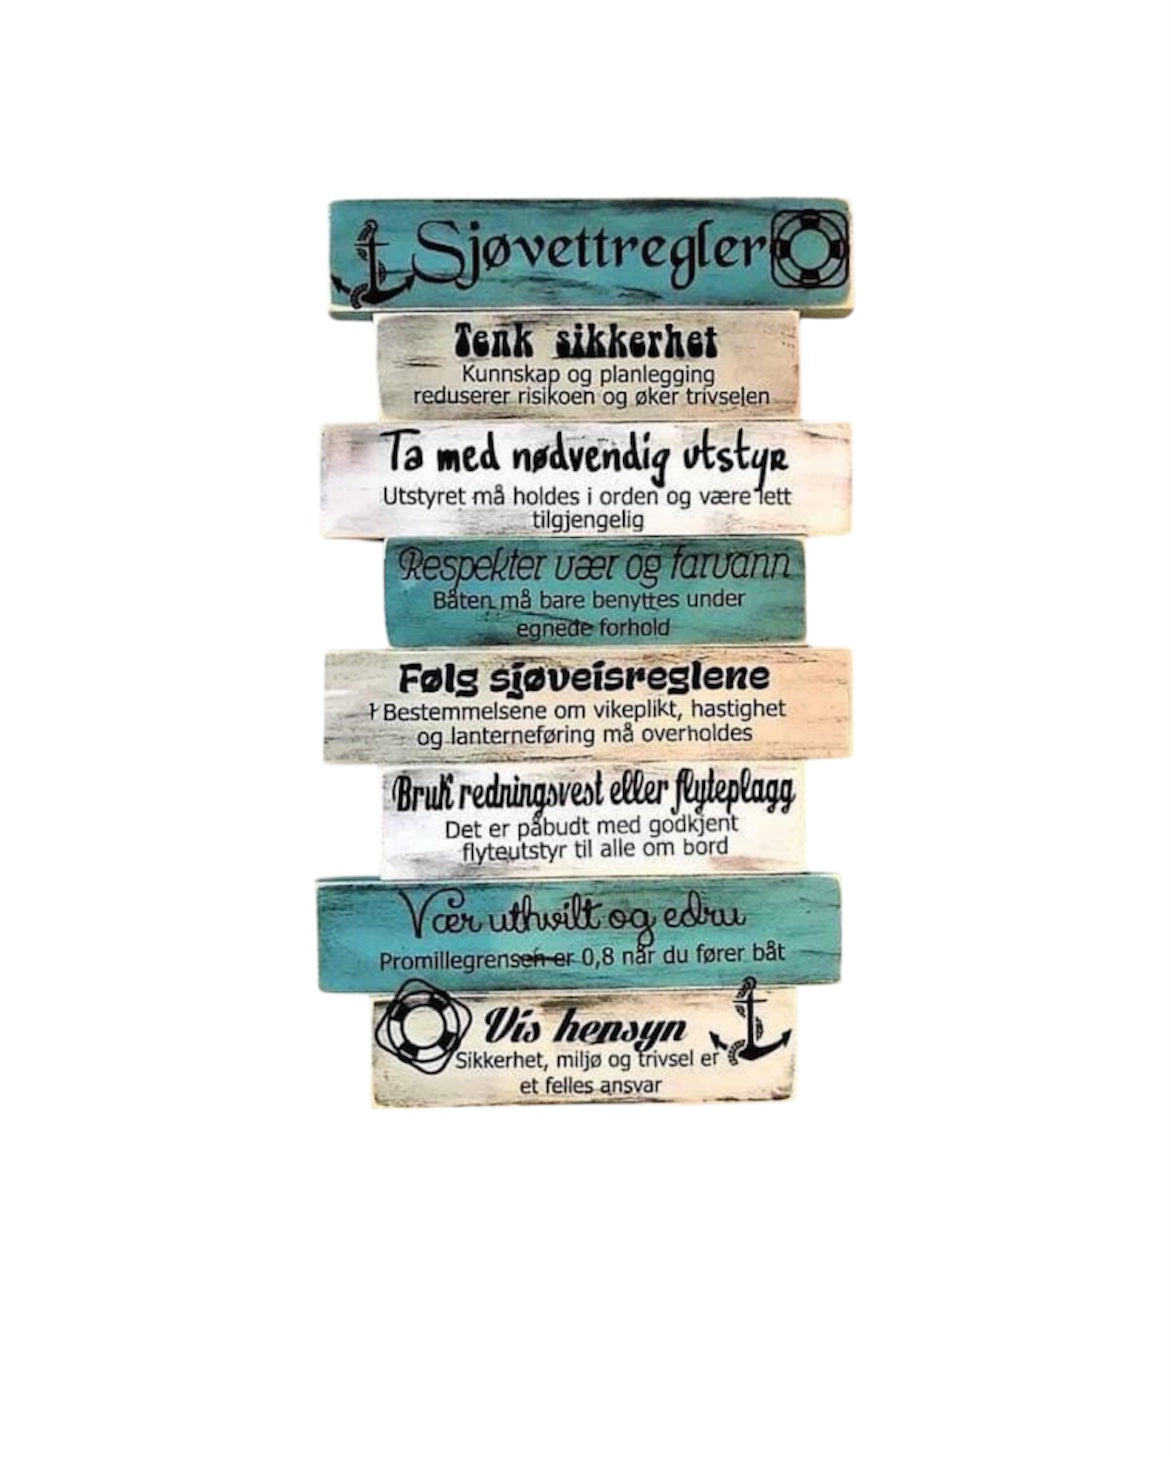 Sjøvettregler
Tenk sikkerhet
Kunnskap og planlegging
reduserer risikoen og øker trivselen
Ta med nødvendig utstyr
Utstyret må holdes i orden og være lett
tilgjengelig
Respekter vær og farvann
Båten må bare benyttes under
egnede forhold
Følg sjøveisreglene
Bestemmelsene om vikeplikt, hastighet
og lanterneføring må overholdes
Bruk redningsvest eller flyteplagg
Det er påbudt med godkjent
flyteutstyr til alle om bord
Vær uthvilt og edru
Promillegrensen er 0,8 når du fører båt
Vis hensyn
Sikkerhet, miljø og trivsel er
et felles ansvar